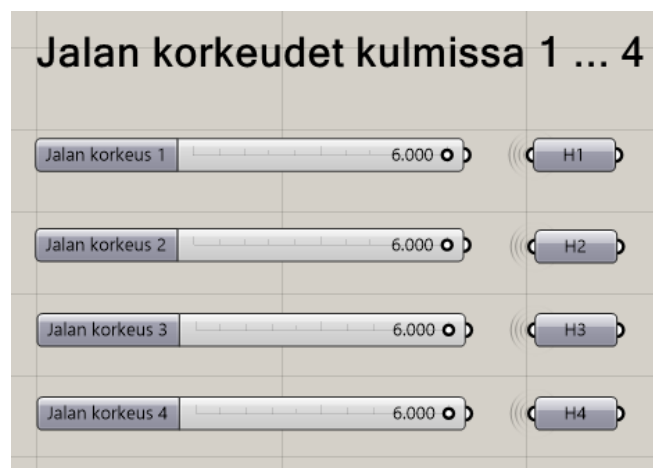 Jalan korkeudet kulmissa 1 ... 4
Jalan korkeus 1 6.000 H1
Jalan korkeus 2 6.000 H2
Jalan korkeus 3 6.000 H3
Jalan korkeus 4 6.000 H4